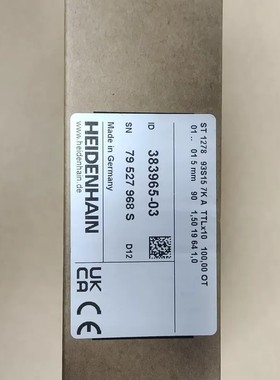 ST 1278 93S15 7K A TTLx10 100,00 OT
01.. 01 5 mm 90 1,50 19 64 1,0
ID 383965-03
SN 79 527 968 S D12
Made in Germany
HEIDENHAIN
www.heidenhain.de
UK
CA
CE